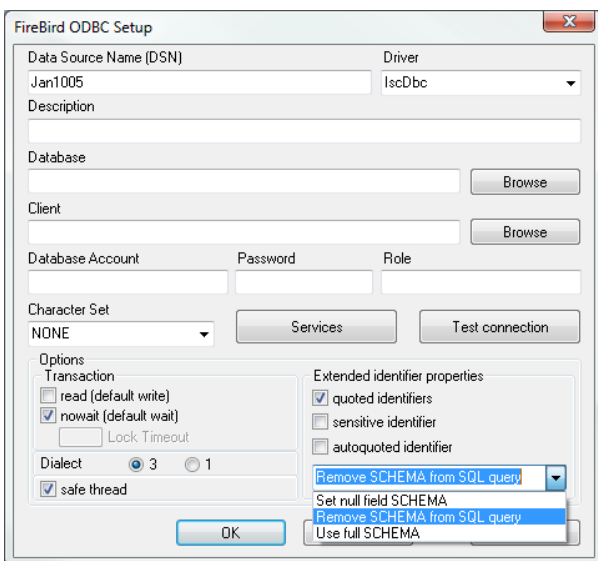 FireBird ODBC Setup
Data Source Name (DSN) Driver
Jan1005 IscDbc
Description
Database
Browse
Client
Browse
Database Account Password Role
Character Set
NONE Services Test connection
Options
Transaction Extended identifier properties
read (default write) quoted identifiers
nowait (default wait) sensitive identifier
Lock Timeout autoquoted identifier
Dialect 3 1 Remove SCHEMA from SQL query
safe thread Set null field SCHEMA
Remove SCHEMA from SQL query
OK Use full SCHEMA